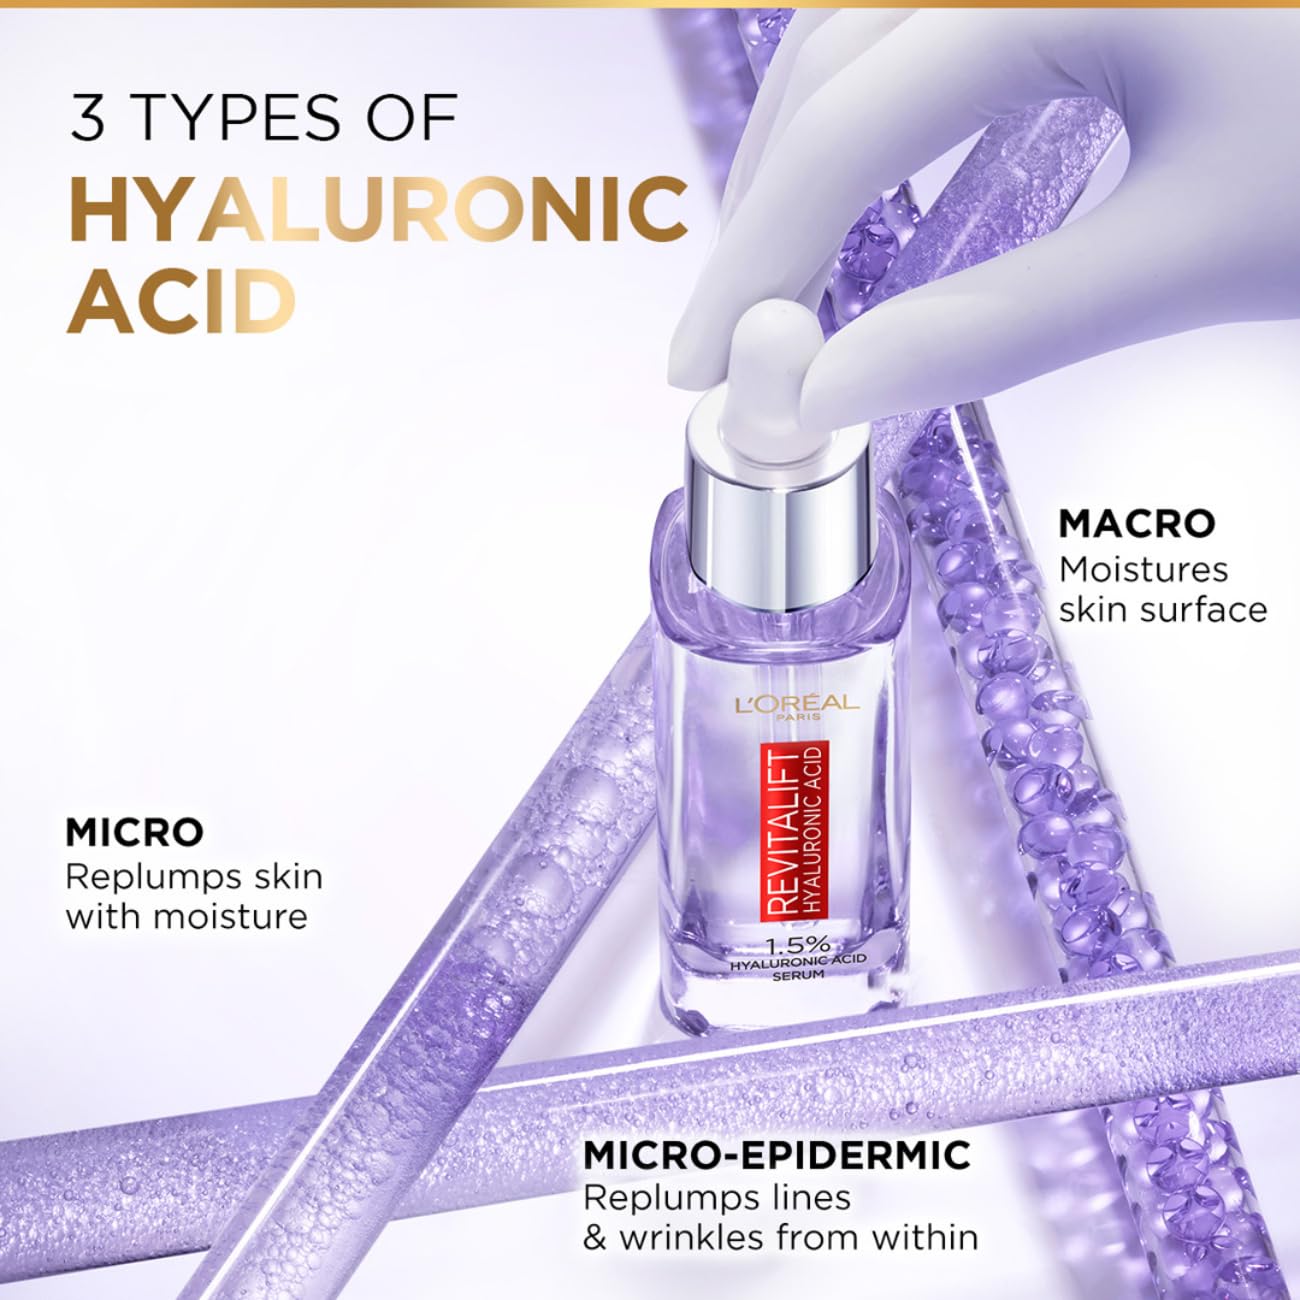 3 TYPES OF
HYALURONIC
ACID
MACRO
Moistures
skin surface
L'ORÉAL
PARIS
REVITALIFT
HYALURONIC ACID
1.5%
HYALURONIC ACID
SERUM
MICRO
Replumps skin
with moisture
MICRO-EPIDERMIC
Replumps lines
& wrinkles from within